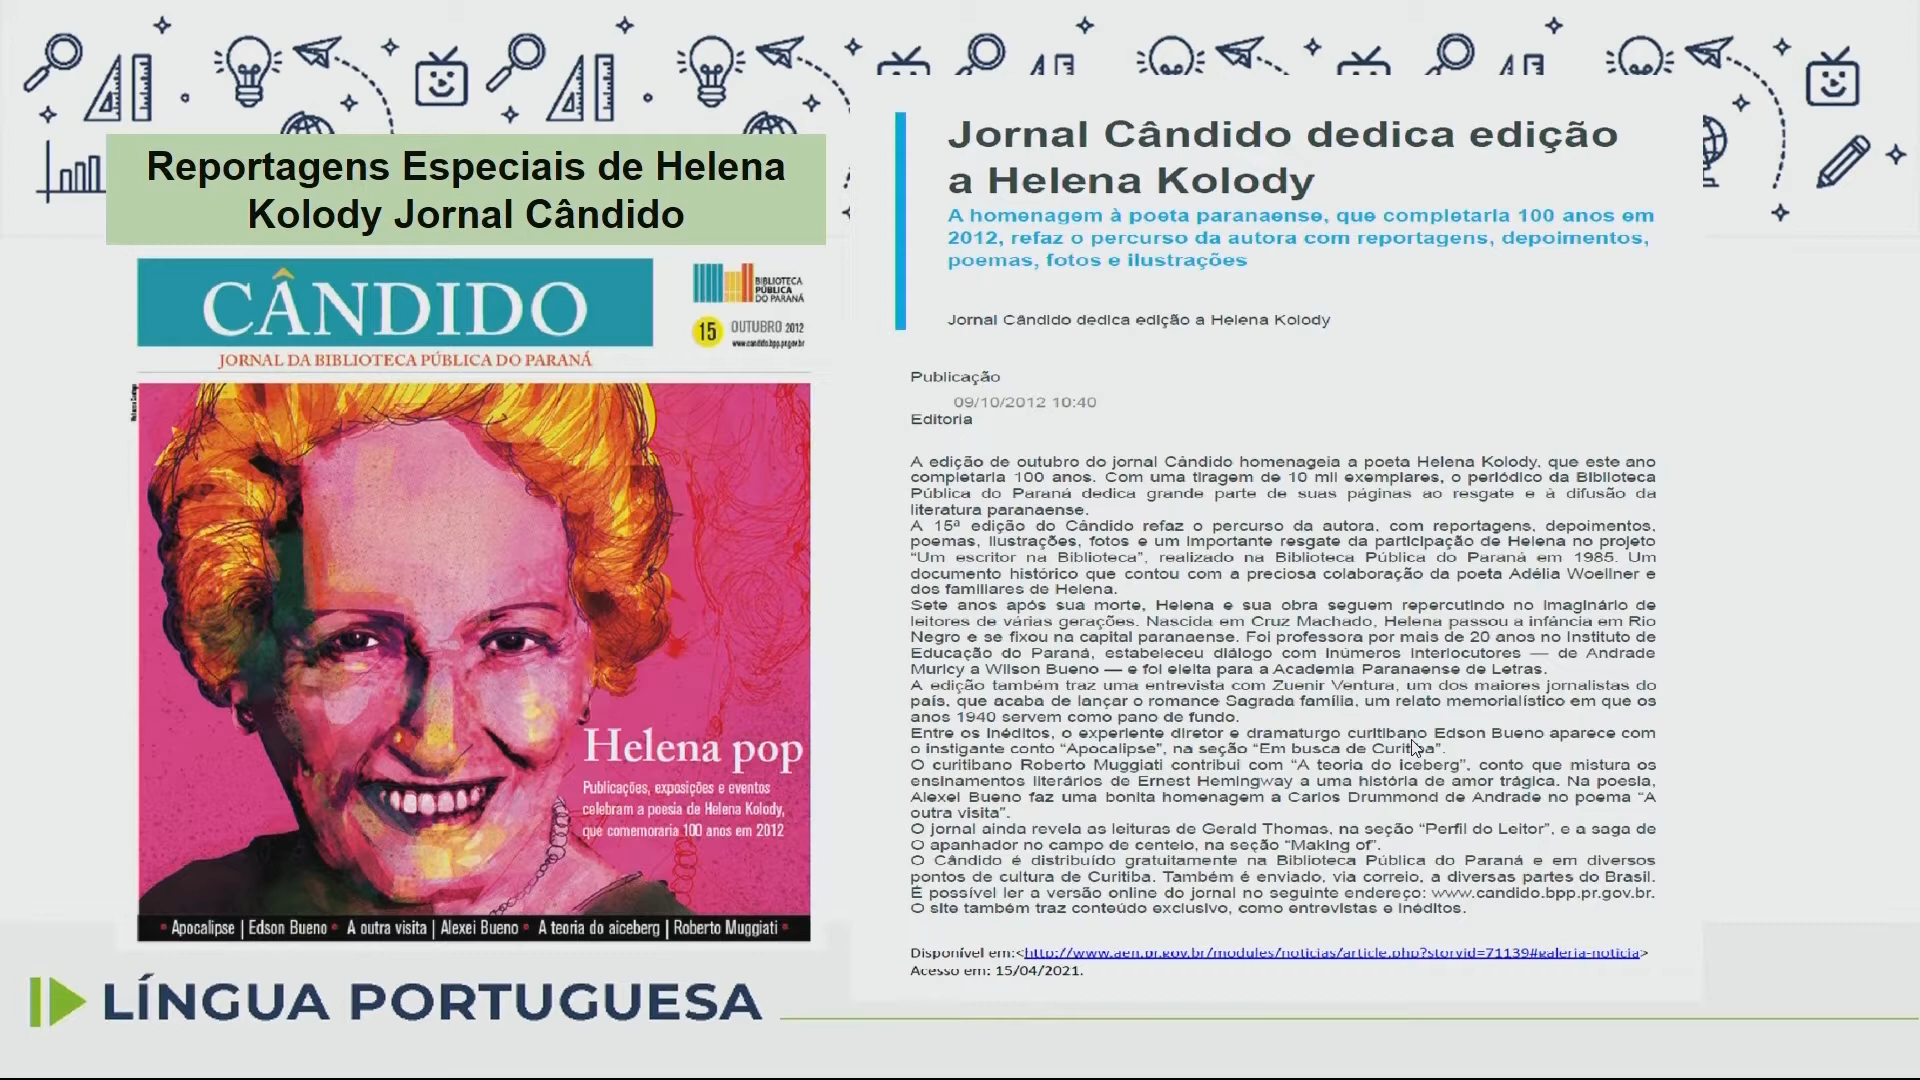 Reportagens Especiais de Helena
Kolody Jornal Cândido
CÂNDIDO
JORNAL DA BIBLIOTECA PÚBLICA DO PARANÁ
BIBLIOTECA
PÚBLICA
DO PARANÁ
15
OUTUBRO 2012
www.candido.bpp.pr.gov.br
Helena pop
Publicações, exposições e eventos
celebram a poesia de Helena Kolody,
que comemoraria 100 anos em 2012
• Apocalipse | Edson Bueno • A outra visita | Alexei Bueno • A teoria do aiceberg | Roberto Muggiati •
Jornal Cândido dedica edição
a Helena Kolody
A homenagem à poeta paranaense, que completaria 100 anos em
2012, refaz o percurso da autora com reportagens, depoimentos,
poemas, fotos e ilustrações
Jornal Cândido dedica edição a Helena Kolody
Publicação
09/10/2012 10:40
Editoria
A edição de outubro do jornal Cândido homenageia a poeta Helena Kolody, que este ano
completaria 100 anos. Com uma tiragem de 10 mil exemplares, o periódico da Biblioteca
Pública do Paraná dedica grande parte de suas páginas ao resgate e à difusão da
literatura paranaense.
A 15ª edição do Cândido refaz o percurso da autora, com reportagens, depoimentos,
poemas, ilustrações, fotos e um importante resgate da participação de Helena no projeto
“Um escritor na Biblioteca”, realizado na Biblioteca Pública do Paraná em 1985. Um
documento histórico que contou com a preciosa colaboração da poeta Adélia Woellner e
dos familiares de Helena.
Sete anos após sua morte, Helena e sua obra seguem repercutindo no imaginário de
leitores de várias gerações. Nascida em Cruz Machado, Helena passou a infância em Rio
Negro e se fixou na capital paranaense. Foi professora por mais de 20 anos no Instituto de
Educação do Paraná, estabeleceu diálogo com inúmeros interlocutores — de Andrade
Muricy a Wilson Bueno — e foi eleita para a Academia Paranaense de Letras.
A edição também traz uma entrevista com Zuenir Ventura, um dos maiores jornalistas do
país, que acaba de lançar o romance Sagrada família, um relato memorialístico em que os
anos 1940 servem como pano de fundo.
Entre os inéditos, o experiente diretor e dramaturgo curitibano Edson Bueno aparece com
o instigante conto “Apocalipse”, na seção “Em busca de Curitiba”.
O curitibano Roberto Muggiati contribui com “A teoria do iceberg”, conto que mistura os
ensinamentos literários de Ernest Hemingway a uma história de amor trágica. Na poesia,
Alexei Bueno faz uma bonita homenagem a Carlos Drummond de Andrade no poema “A
outra visita”.
O jornal ainda revela as leituras de Gerald Thomas, na seção “Perfil do Leitor”, e a saga de
O apanhador no campo de centeio, na seção “Making of”.
O Cândido é distribuído gratuitamente na Biblioteca Pública do Paraná e em diversos
pontos de cultura de Curitiba. Também é enviado, via correio, a diversas partes do Brasil.
É possível ler a versão online do jornal no seguinte endereço: www.candido.bpp.pr.gov.br.
O site também traz conteúdo exclusivo, como entrevistas e inéditos.
Disponível em:<http://www.aen.pr.gov.br/modules/noticias/article.php?storyid=71139#galeria-noticia>
Acesso em: 15/04/2021.
LÍNGUA PORTUGUESA